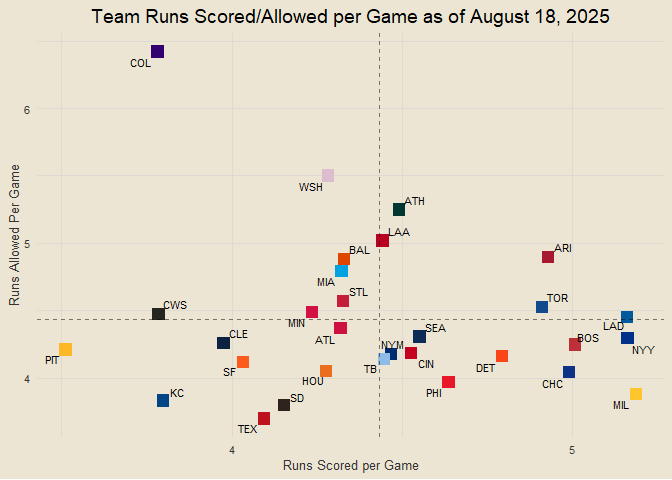 Team Runs Scored/Allowed per Game as of August 18, 2025
COL
6
WSH
ATH
LAA
5
BAL
ARI
MIA
STL
TOR
CWS
MIN
LAD
SEA
CLE
ATL
NYM
BOS
NYY
PIT
SF
TB
CIN
DET
HOU
KC
SD
PHI
CHC
4
MIL
TEX
4
5
Runs Scored per Game
Runs Allowed Per Game